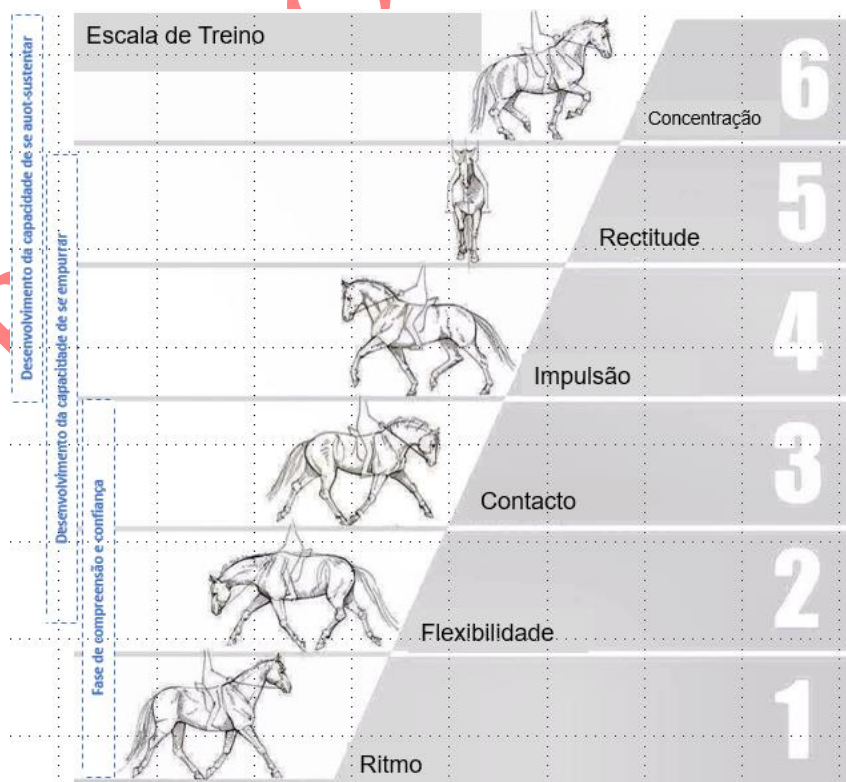 Escala de Treino
6
Concentração
5
Rectitude
4
Impulsão
3
Contacto
2
Flexibilidade
1
Ritmo
Desenvolvimento da capacidade de se auot-sustentar
Desenvolvimento da capacidade de se empurrar
Fase de compreensão e confiança